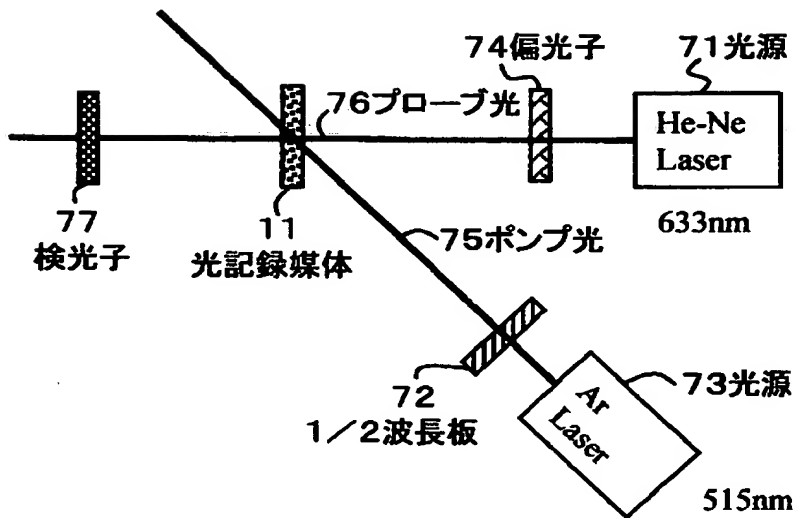 74偏光子
71光源
76プローブ光
He-Ne
Laser
77
検光子
11
光記録媒体
75ポンプ光
633nm
72
1/2波長板
73光源
Ar
Laser
515nm